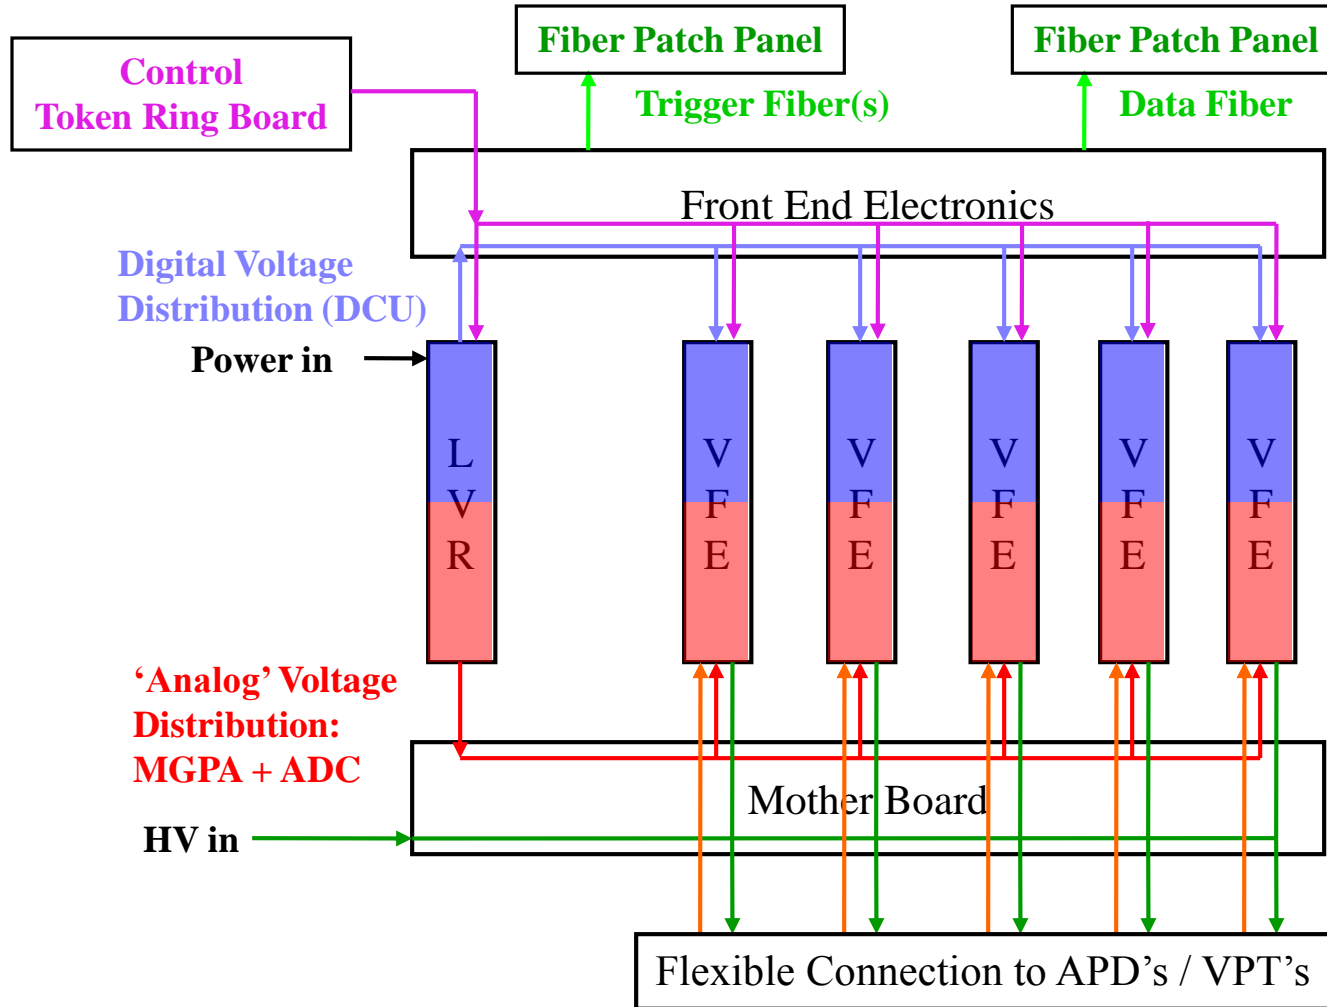 Fiber Patch Panel
Fiber Patch Panel
Control
Token Ring Board
Trigger Fiber(s)
Data Fiber
Front End Electronics
Digital Voltage
Distribution (DCU)
Power in
L
V
R
V
F
E
V
F
E
V
F
E
V
F
E
V
F
E
‘Analog’ Voltage
Distribution:
MGPA + ADC
Mother Board
HV in
Flexible Connection to APD’s / VPT’s